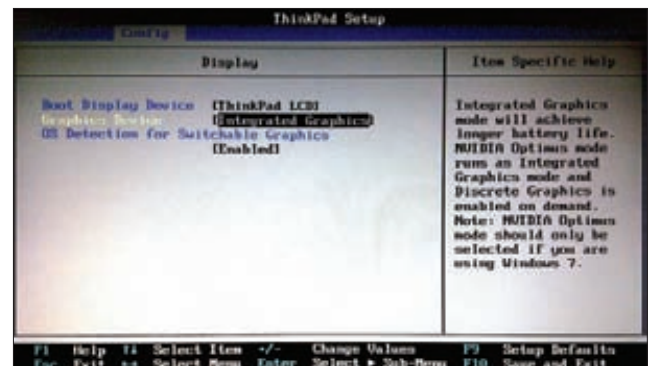 ThinkPad Setup
Config
Display
Item Specific Help
Boot Display Device [ThinkPad LCD]
Graphics Device [Integrated Graphics]
OS Detection for Switchable Graphics
[Enabled]
Integrated Graphics
mode will achieve
longer battery life.
NVIDIA Optimus mode
runs as Integrated
Graphics mode and
Discrete Graphics is
enabled on demand.
Note: NVIDIA Optimus
mode should only be
selected if you are
using Windows 7.
F1 Help ↑↓ Select Item -/+ Change Values F9 Setup Defaults
Esc Exit ↔ Select Menu Enter Select ▶ Sub-Menu F10 Save and Exit